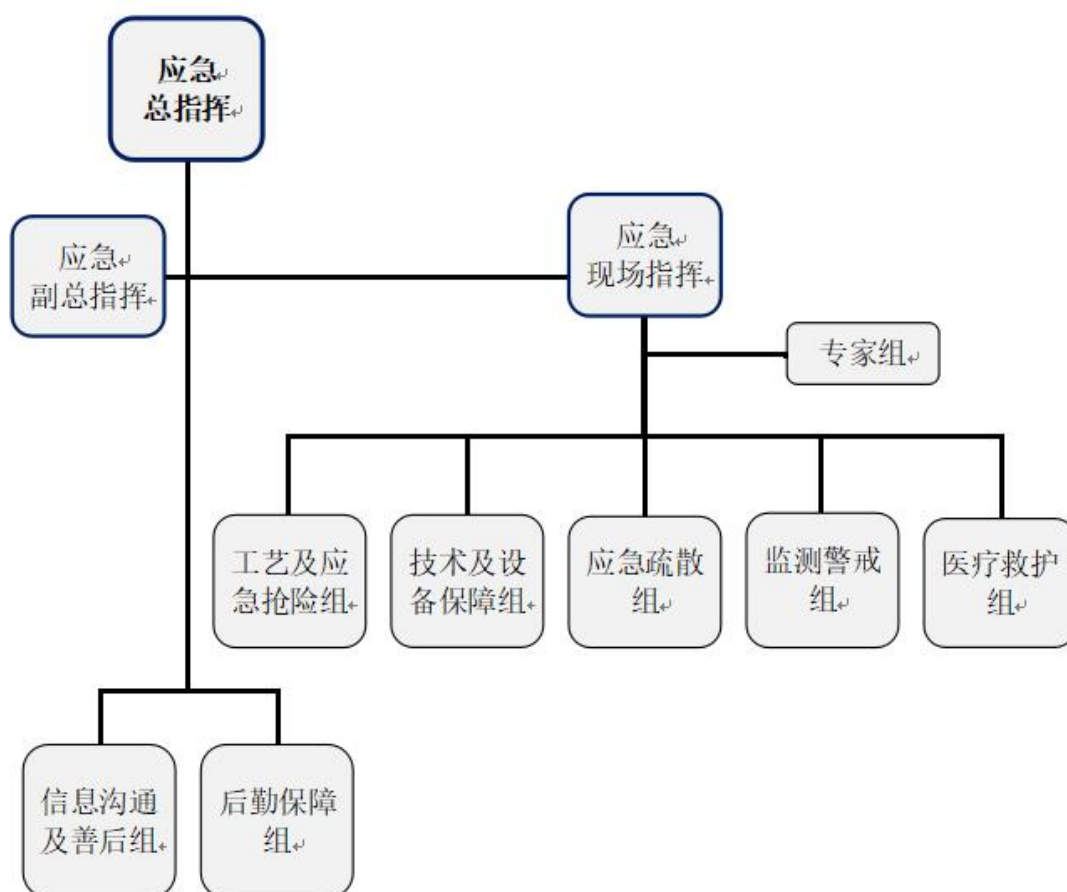 应急
总指挥
应急
副总指挥
应急
现场指挥
专家组
工艺及应
急抢险组
技术及设
备保障组
应急疏散
组
监测警戒
组
医疗救护
组
信息沟通
及善后组
后勤保障
组